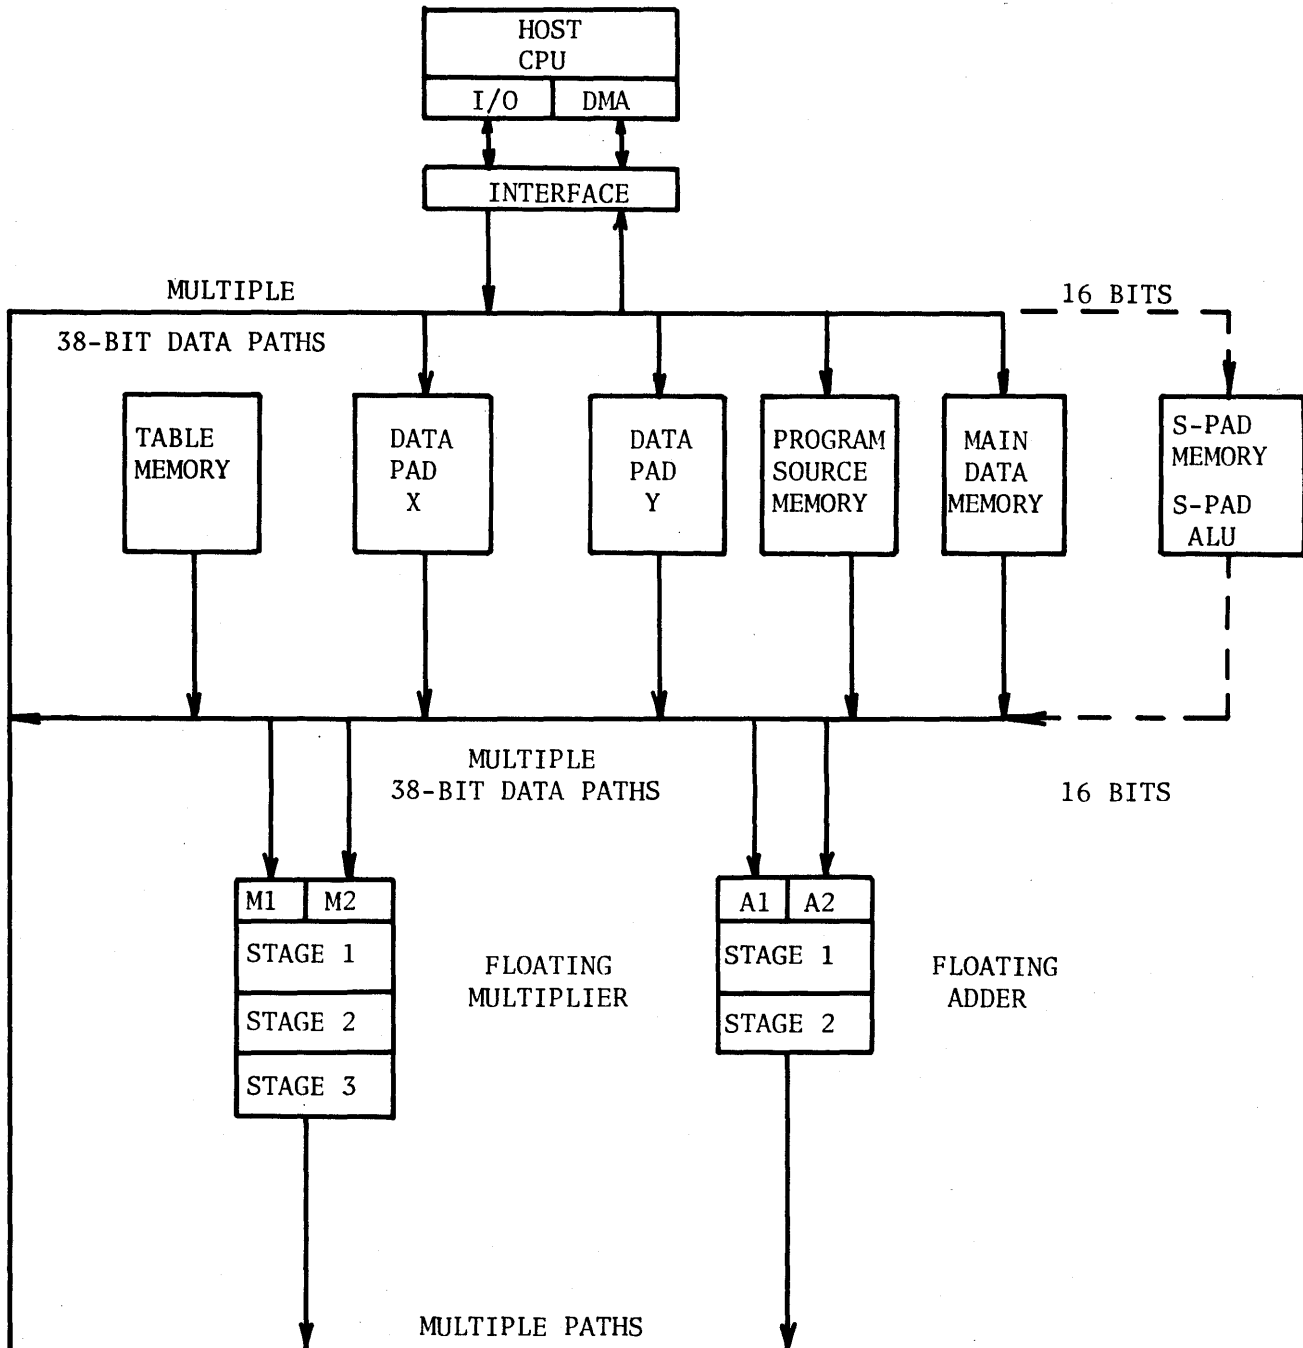 HOST
CPU
I/O
DMA
INTERFACE
MULTIPLE
38-BIT DATA PATHS
16 BITS
TABLE
MEMORY
DATA
PAD
X
DATA
PAD
Y
PROGRAM
SOURCE
MEMORY
MAIN
DATA
MEMORY
S-PAD
MEMORY
S-PAD
ALU
MULTIPLE
38-BIT DATA PATHS
16 BITS
M1
M2
STAGE 1
STAGE 2
STAGE 3
FLOATING
MULTIPLIER
A1
A2
STAGE 1
STAGE 2
FLOATING
ADDER
MULTIPLE PATHS